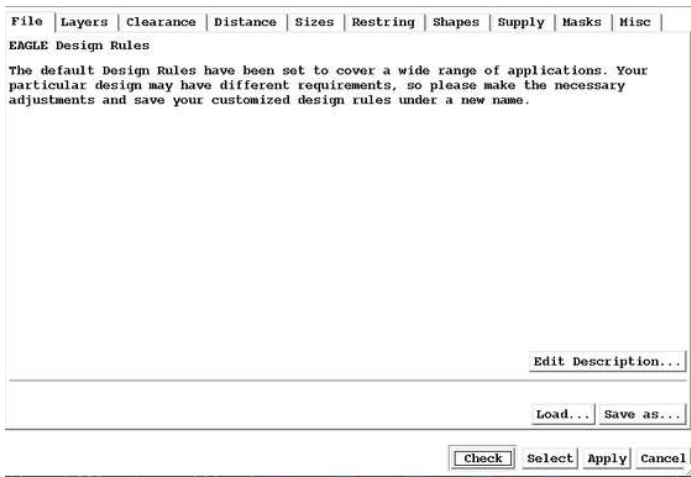 File Layers Clearance Distance Sizes Restring Shapes Supply Masks Misc
EAGLE Design Rules
The default Design Rules have been set to cover a wide range of applications. Your
particular design may have different requirements, so please make the necessary
adjustments and save your customized design rules under a new name.
Edit Description...
Load... Save as...
Check Select Apply Cancel